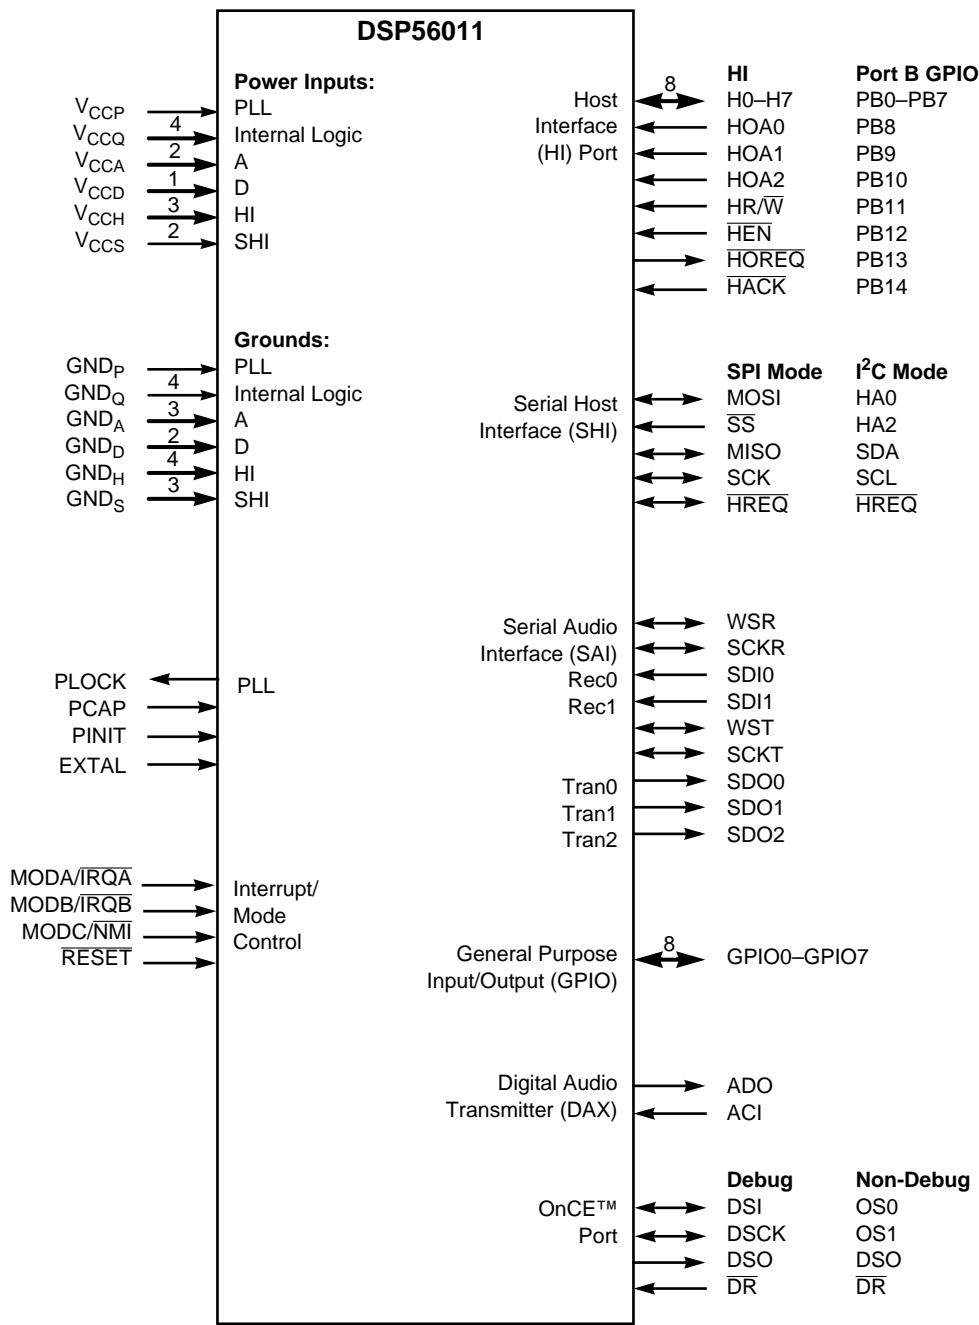 DSP56011
Power Inputs:
VCCP PLL
VCCQ 4 Internal Logic
VCCA 2 A
VCCD 1 D
VCCH 3 HI
VCCS 2 SHI
Grounds:
GNDP PLL
GNDQ 4 Internal Logic
GNDA 3 A
GNDD 2 D
GNDH 4 HI
GNDS 3 SHI
PLOCK PLL
PCAP
PINIT
EXTAL
MODA/IRQA Interrupt/
MODB/IRQB Mode
MODC/NMI Control
RESET
HI Port B GPIO
Host 8 H0–H7 PB0–PB7
Interface HOA0 PB8
(HI) Port HOA1 PB9
HOA2 PB10
HR/W PB11
HEN PB12
HOREQ PB13
HACK PB14
SPI Mode I2C Mode
Serial Host MOSI HA0
Interface (SHI) SS HA2
MISO SDA
SCK SCL
HREQ HREQ
Serial Audio WSR
Interface (SAI) SCKR
Rec0 SDI0
Rec1 SDI1
WST
SCKT
Tran0 SDO0
Tran1 SDO1
Tran2 SDO2
General Purpose 8 GPIO0–GPIO7
Input/Output (GPIO)
Digital Audio ADO
Transmitter (DAX) ACI
Debug Non-Debug
OnCE™ DSI OS0
Port DSCK OS1
DSO DSO
DR DR